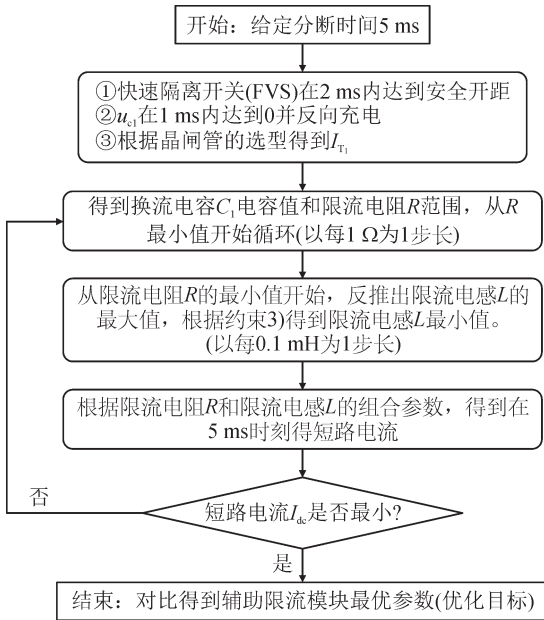 开始：给定分断时间5 ms
①快速隔离开关(FVS)在2 ms内达到安全开距
②uc1在1 ms内达到0并反向充电
③根据晶闸管的选型得到IT1
得到换流电容C1电容值和限流电阻R范围，从R
最小值开始循环(以每1 Ω为1步长)
从限流电阻R的最小值开始，反推出限流电感L的
最大值，根据约束3)得到限流电感L最小值。
(以每0.1 mH为1步长)
根据限流电阻R和限流电感L的组合参数，得到在
5 ms时刻得短路电流
否
短路电流Idc是否最小?
是
结束：对比得到辅助限流模块最优参数(优化目标)